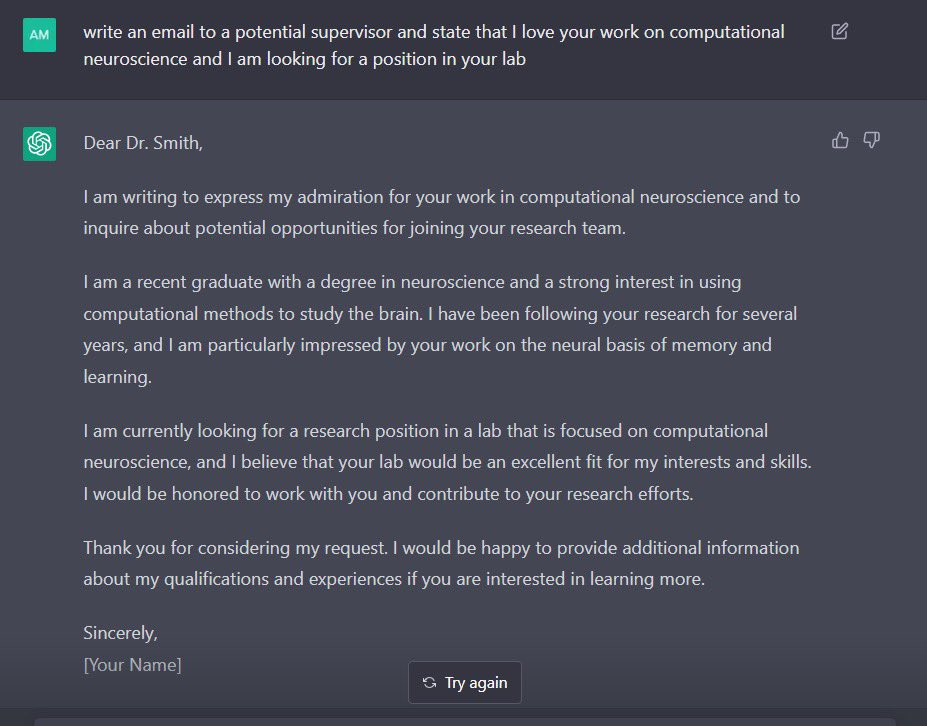 AM
write an email to a potential supervisor and state that I love your work on computational
neuroscience and I am looking for a position in your lab
Dear Dr. Smith,
I am writing to express my admiration for your work in computational neuroscience and to
inquire about potential opportunities for joining your research team.
I am a recent graduate with a degree in neuroscience and a strong interest in using
computational methods to study the brain. I have been following your research for several
years, and I am particularly impressed by your work on the neural basis of memory and
learning.
I am currently looking for a research position in a lab that is focused on computational
neuroscience, and I believe that your lab would be an excellent fit for my interests and skills.
I would be honored to work with you and contribute to your research efforts.
Thank you for considering my request. I would be happy to provide additional information
about my qualifications and experiences if you are interested in learning more.
Sincerely,
[Your Name]
Try again